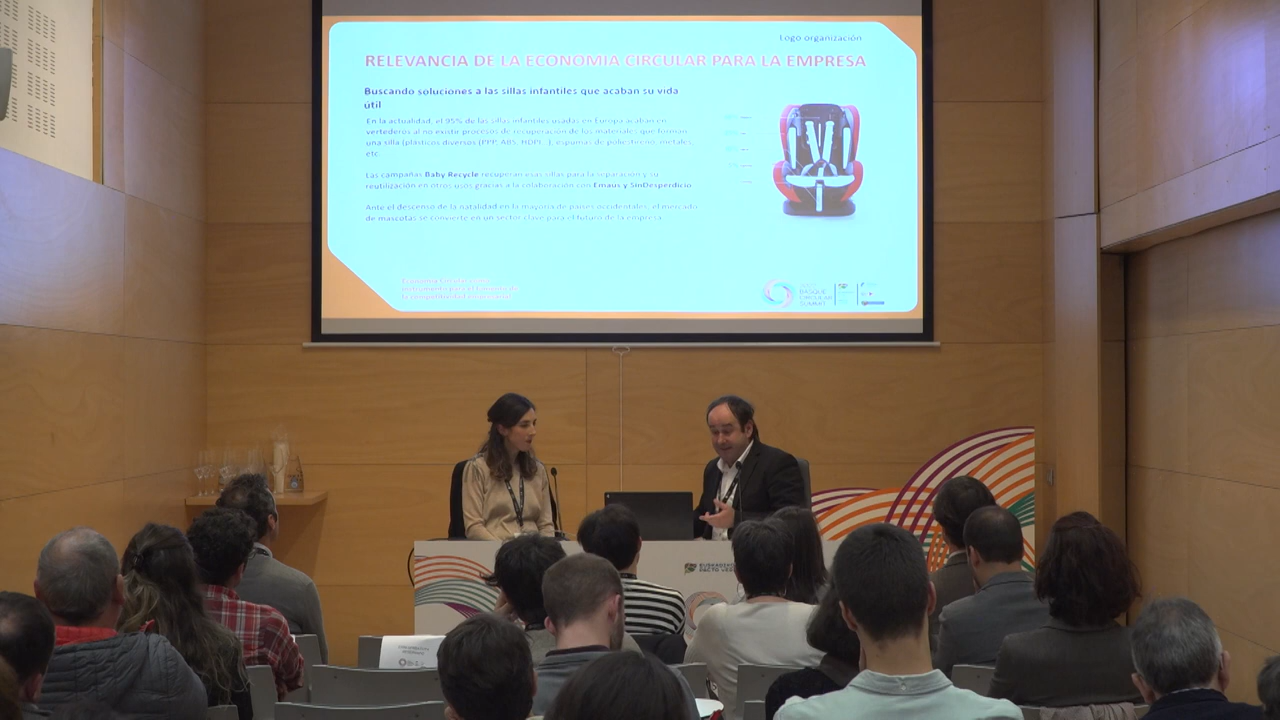 Logo organización
RELEVANCIA DE LA ECONOMIA CIRCULAR PARA LA EMPRESA
Buscando soluciones a las sillas infantiles que acaban su vida
útil
En la actualidad, el 95% de las sillas infantiles usadas en Europa acaban en
vertederos al no existir procesos de recuperación de los materiales que forman
una silla (plásticos diversos (PPP, ABS, HDPE..), espumas de poliestireno, metales,
etc.
Las campañas Baby Recycle recuperan esas sillas para la separación y su
reutilización en otros usos gracias a la colaboración con Emaus y SinDesperdicio.
Ante el descenso de la natalidad en la mayoría de países occidentales, el mercado
de mascotas se convierte en un sector clave para el futuro de la empresa.
Economía Circular como
BASQUE
CIRCULAR
SUMMIT